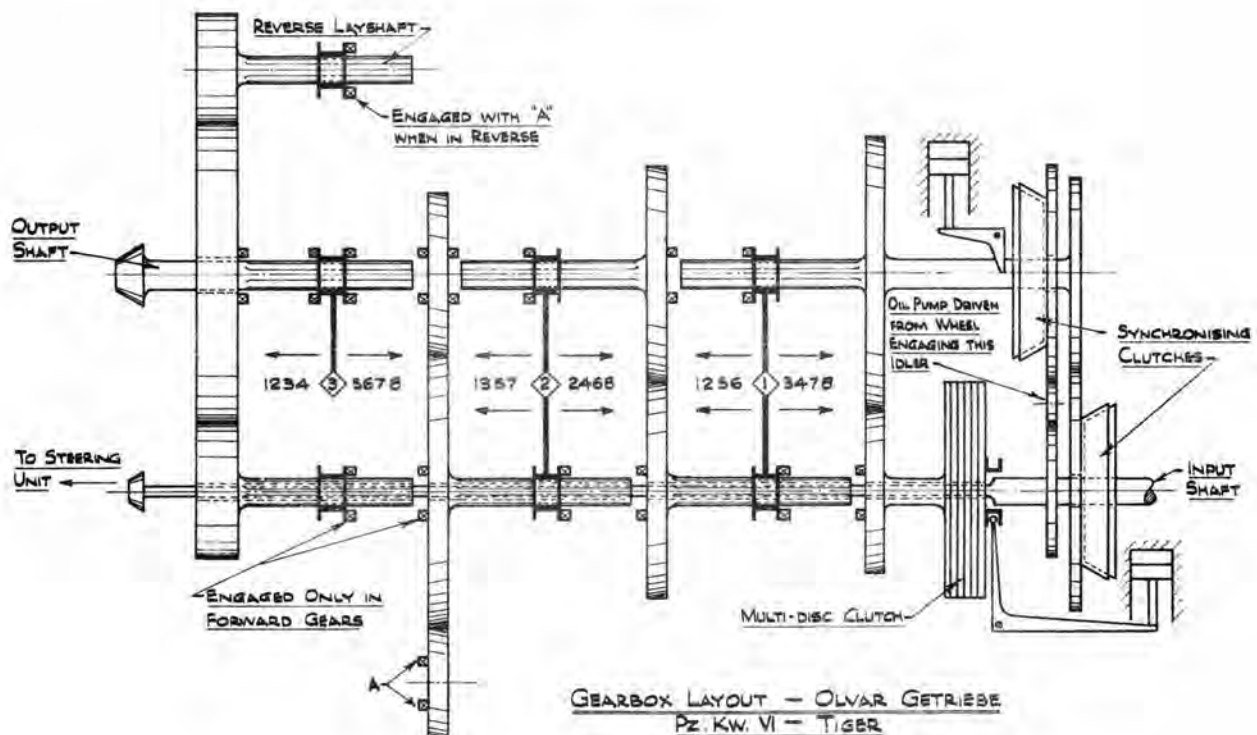 REVERSE LAYSHAFT
ENGAGED WITH "A"
WHEN IN REVERSE
OUTPUT
SHAFT
OIL PUMP DRIVEN
FROM WHEEL
ENGAGING THIS
IDLER
SYNCHRONISING
CLUTCHES
1234 3 5678
1357 2 2468
1256 1 3478
TO STEERING
UNIT
INPUT
SHAFT
ENGAGED ONLY IN
FORWARD GEARS
MULTI-DISC CLUTCH
A
GEARBOX LAYOUT — OLVAR GETRIEBE
PZ. KW. VI — TIGER